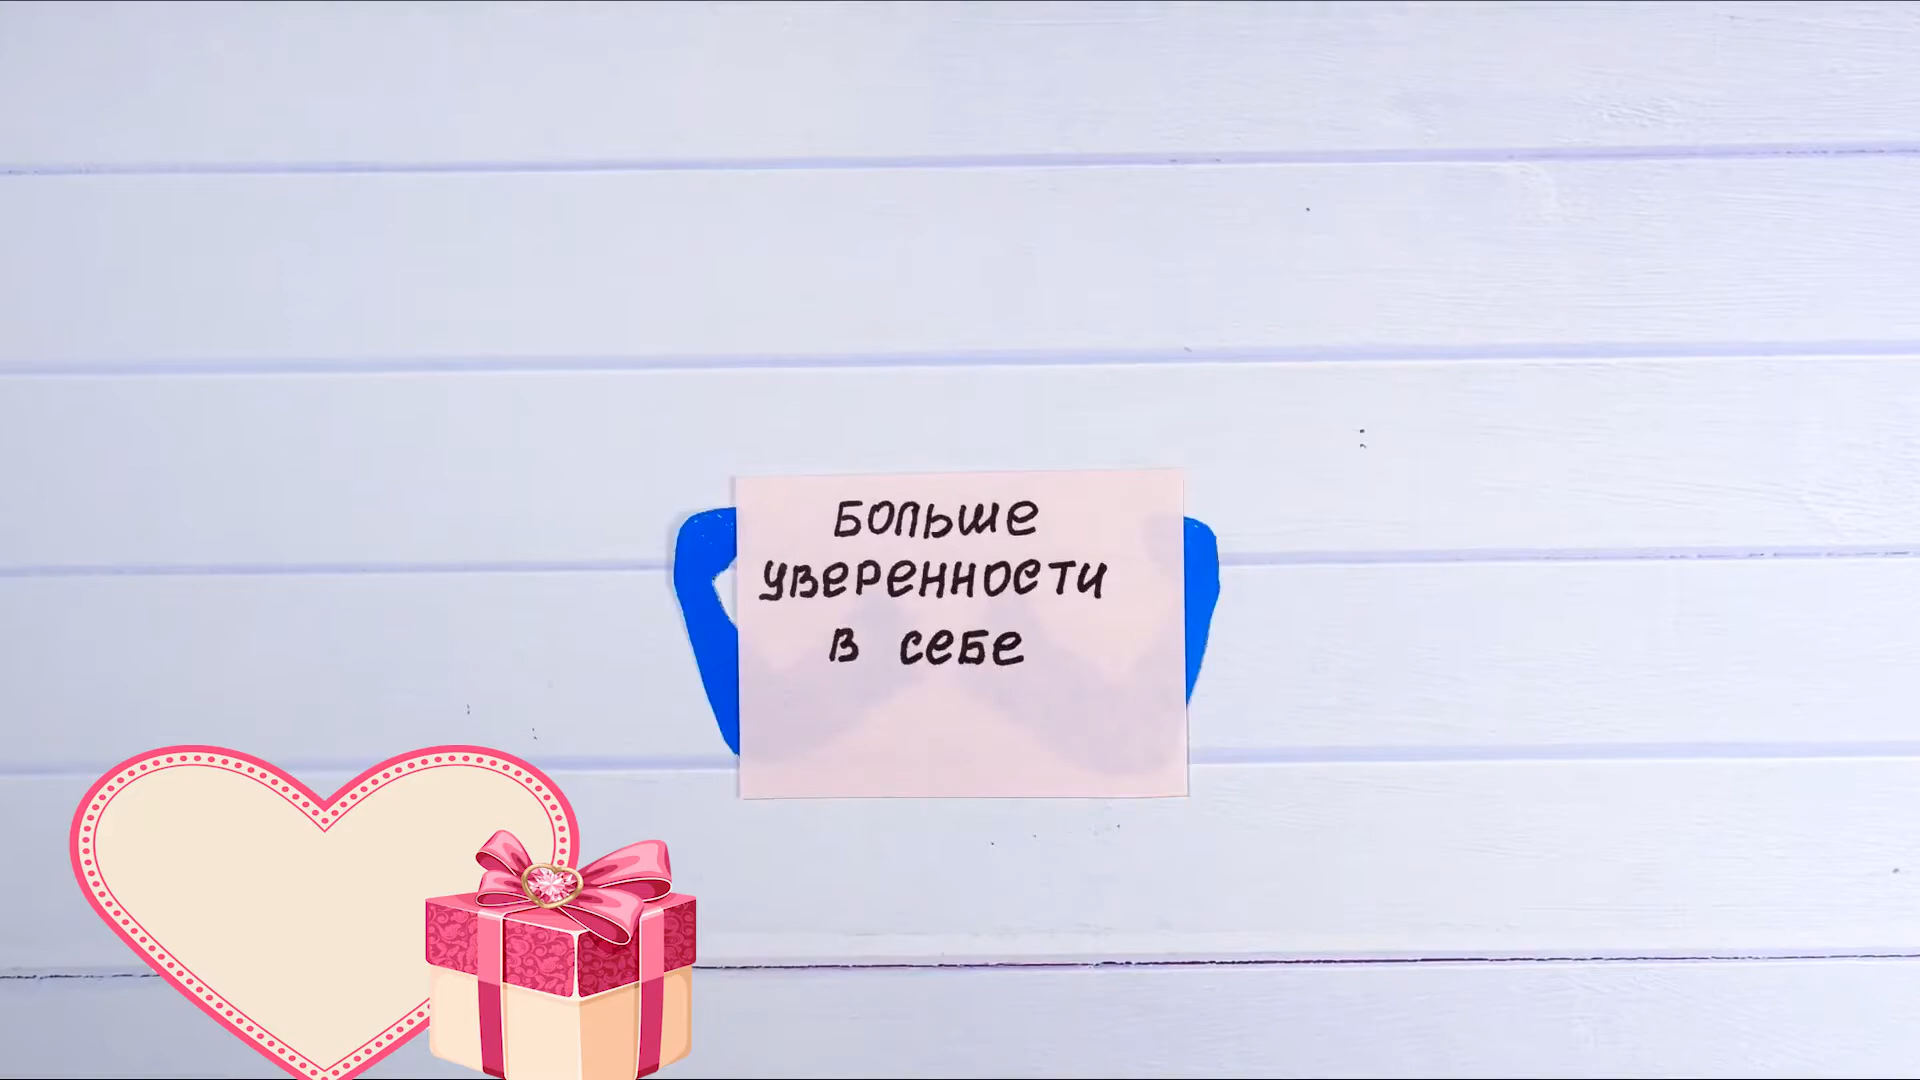 Больше
уверенности
в себе